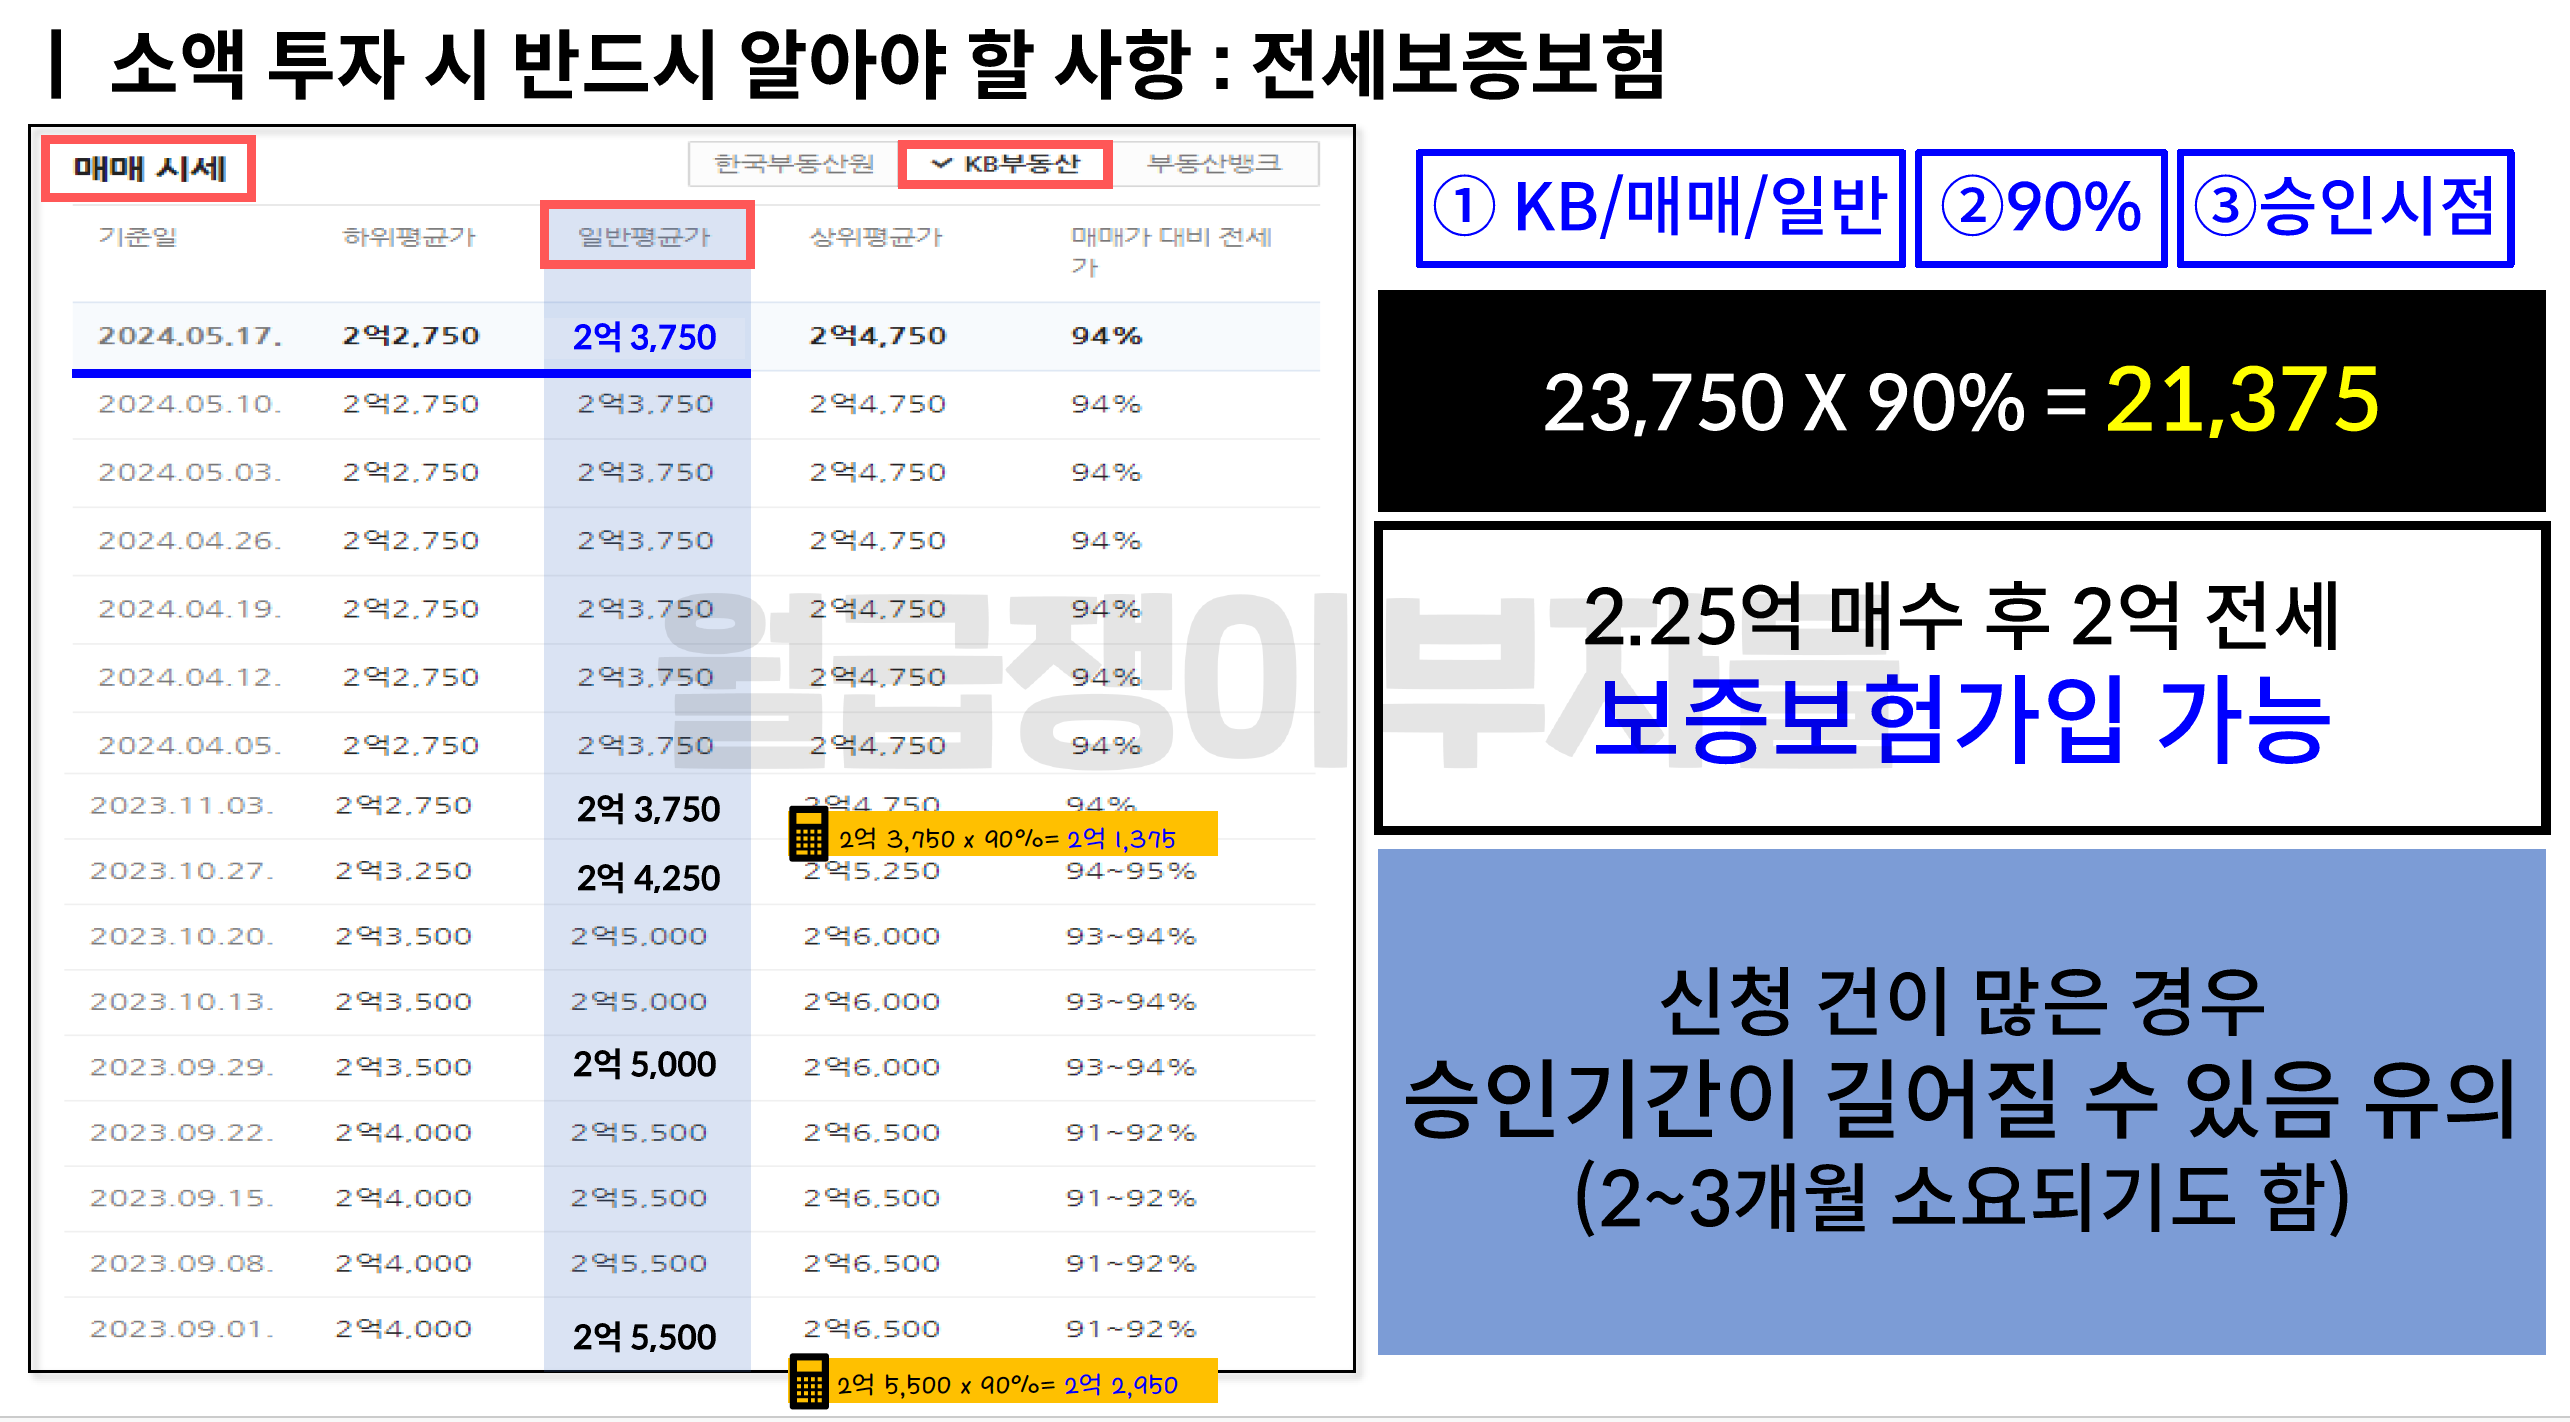 | 소액 투자 시 반드시 알아야 할 사항 : 전세보증보험
매매 시세
한국부동산원 KB부동산 부동산뱅크
기준일 하위평균가 일반평균가 상위평균가 매매가 대비 전세
가
2024.05.17. 2억2,750 2억 3,750 2억4,750 94%
2024.05.10. 2억2,750 2억3,750 2억4,750 94%
2024.05.03. 2억2,750 2억3,750 2억4,750 94%
2024.04.26. 2억2,750 2억3,750 2억4,750 94%
2024.04.19. 2억2,750 2억3,750 2억4,750 94%
2024.04.12. 2억2,750 2억3,750 2억4,750 94%
2024.04.05. 2억2,750 2억3,750 2억4,750 94%
2023.11.03. 2억2,750 2억 3,750 2억4,750 94%
2억 3,750 x 90%= 2억 1,375
2023.10.27. 2억3,250 2억 4,250 2억5,250 94~95%
2023.10.20. 2억3,500 2억5,000 2억6,000 93~94%
2023.10.13. 2억3,500 2억5,000 2억6,000 93~94%
2023.09.29. 2억3,500 2억 5,000 2억6,000 93~94%
2023.09.22. 2억4,000 2억5,500 2억6,500 91~92%
2023.09.15. 2억4,000 2억5,500 2억6,500 91~92%
2023.09.08. 2억4,000 2억5,500 2억6,500 91~92%
2023.09.01. 2억4,000 2억 5,500 2억6,500 91~92%
2억 5,500 x 90%= 2억 2,950
① KB/매매/일반 ②90% ③승인시점
23,750 X 90% = 21,375
2.25억 매수 후 2억 전세
보증보험가입 가능
신청 건이 많은 경우
승인기간이 길어질 수 있음 유의
(2~3개월 소요되기도 함)
월급쟁이부자들